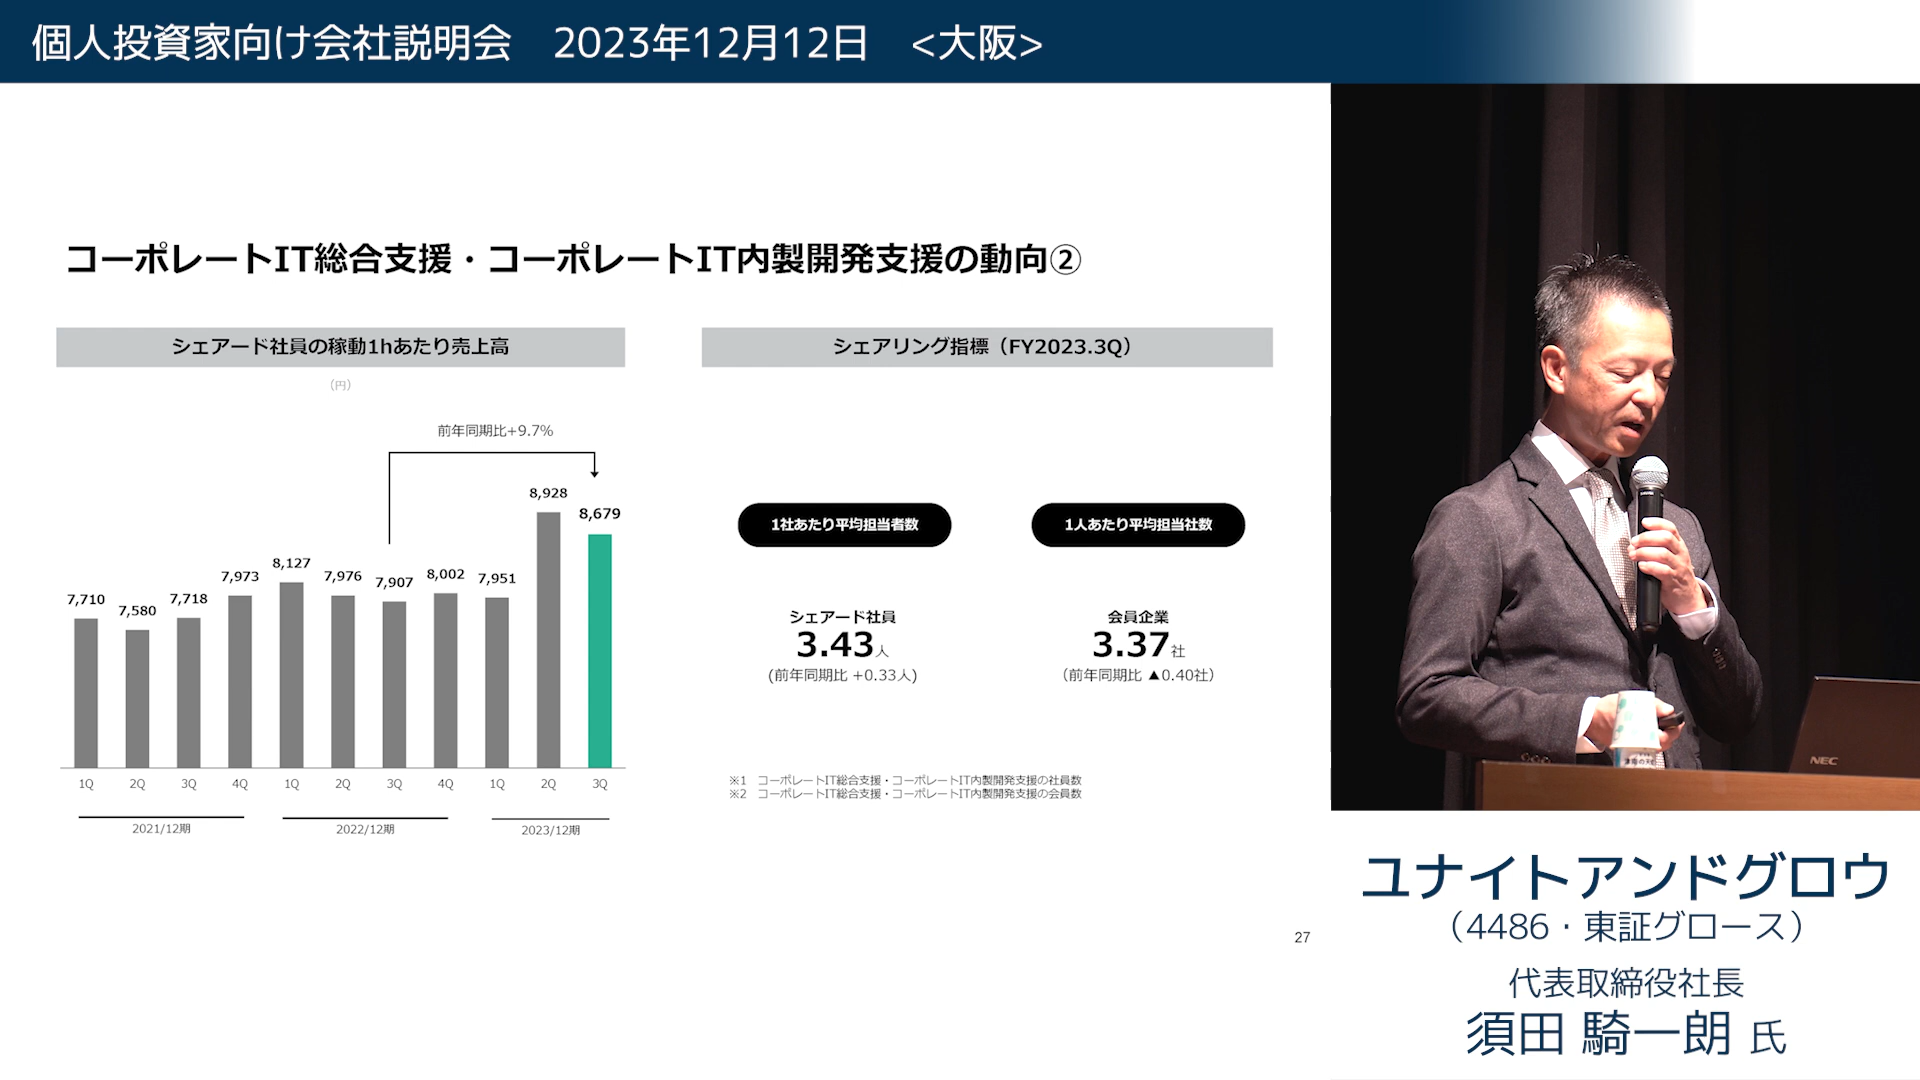 個人投資家向け会社説明会　2023年12月12日　<大阪>
コーポレートIT総合支援・コーポレートIT内製開発支援の動向②
シェアード社員の稼動1hあたり売上高
（円）
前年同期比+9.7%
7,710
7,580
7,718
7,973
8,127
7,976
7,907
8,002
7,951
8,928
8,679
1Q 2Q 3Q 4Q 1Q 2Q 3Q 4Q 1Q 2Q 3Q
2021/12期 2022/12期 2023/12期
シェアリング指標（FY2023.3Q）
1社あたり平均担当者数
シェアード社員
3.43人
(前年同期比 +0.33人)
1人あたり平均担当社数
会員企業
3.37社
（前年同期比 ▲0.40社）
※1　コーポレートIT総合支援・コーポレートIT内製開発支援の社員数
※2　コーポレートIT総合支援・コーポレートIT内製開発支援の会員数
27
NEC
ユナイトアンドグロウ
（4486・東証グロース）
代表取締役社長
須田 騎一朗 氏